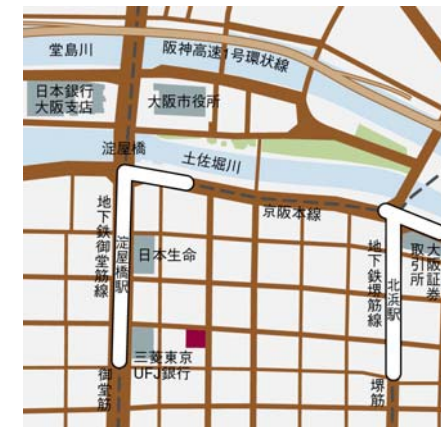 堂島川
阪神高速1号環状線
日本銀行
大阪支店
大阪市役所
淀屋橋
土佐堀川
京阪本線
地下鉄御堂筋線
淀屋橋駅
日本生命
地下鉄堺筋線
北浜駅
大阪証券
取引所
三菱東京
UFJ銀行
御堂筋
堺筋